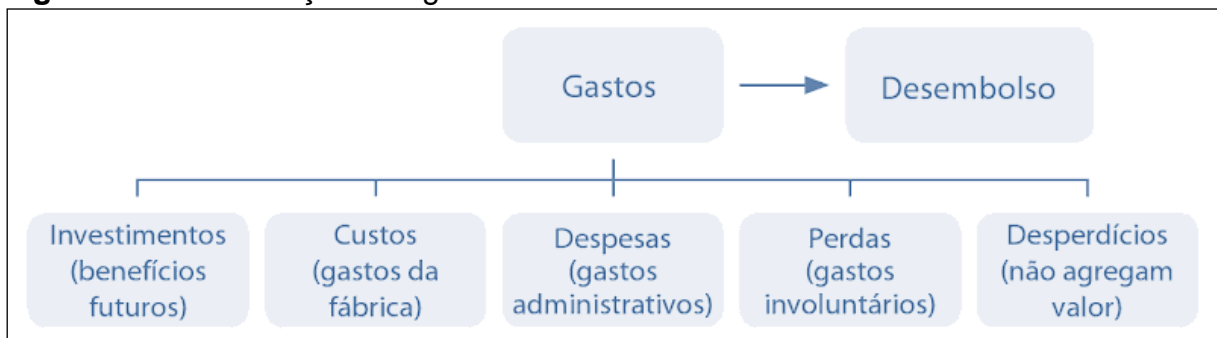 Gastos
Desembolso
Investimentos
(benefícios
futuros)
Custos
(gastos da
fábrica)
Despesas
(gastos
administrativos)
Perdas
(gastos
involuntários)
Desperdícios
(não agregam
valor)